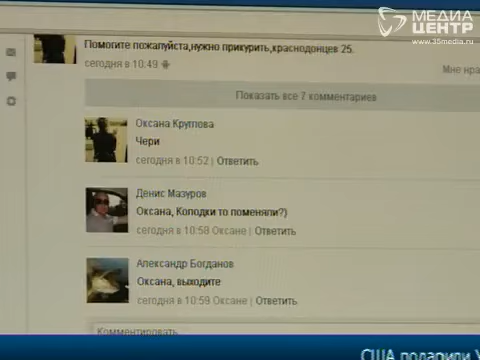 МЕДИА
ЦЕНТР
www.35media.ru
Помогите пожалуйста,нужно прикурить,краснодонцев 25.
сегодня в 10:49
Мне нра
Показать все 7 комментариев
Оксана Круглова
Чери
сегодня в 10:52 | Ответить
Денис Мазуров
Оксана, Колодки то поменяли?)
сегодня в 10:58 Оксане | Ответить
Александр Богданов
Оксана, выходите
сегодня в 10:59 Оксане | Ответить
Комментировать
США подарили